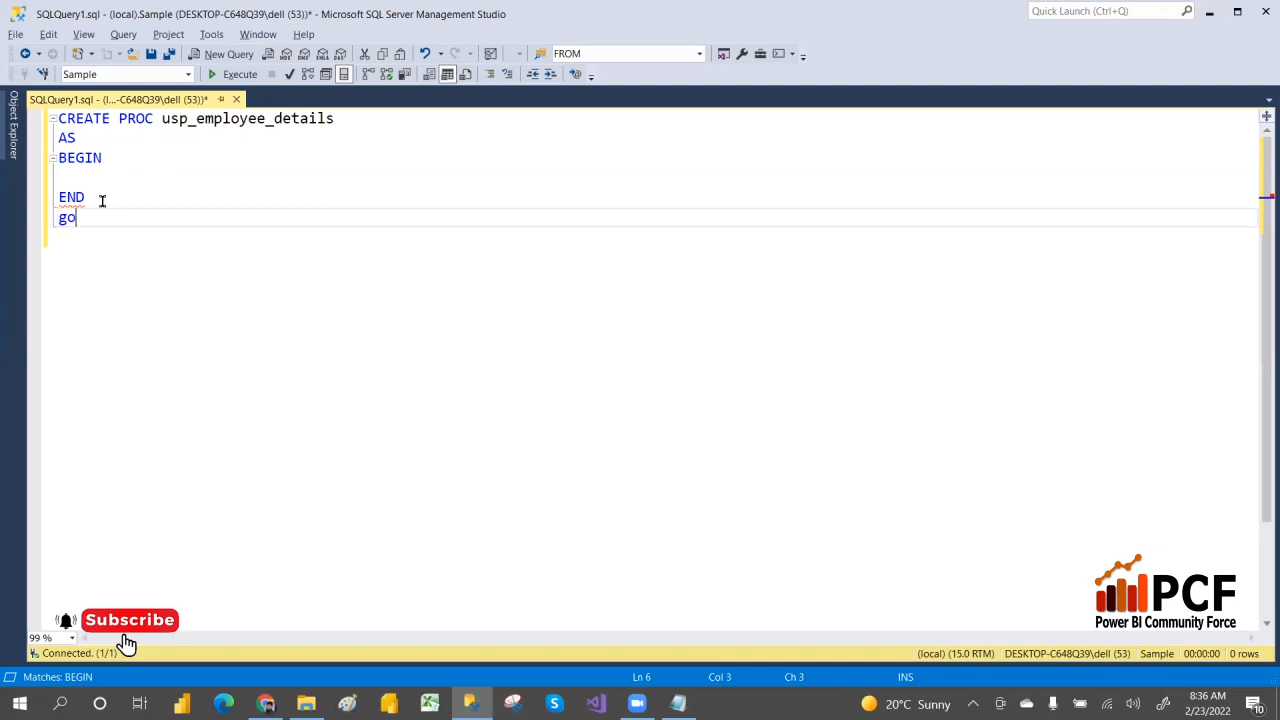 SQLQuery1.sql - (local).Sample (DESKTOP-C648Q39\dell (53))* - Microsoft SQL Server Management Studio
Quick Launch (Ctrl+Q)
File Edit View Query Project Tools Window Help
New Query
FROM
Sample
Execute
SQLQuery1.sql - (l...-C648Q39\dell (53))*
Object Explorer
CREATE PROC usp_employee_details
AS
BEGIN
END
go
PCF
Power BI Community Force
Subscribe
99 %
Connected. (1/1)
(local) (15.0 RTM)
DESKTOP-C648Q39\dell (53)
Sample
00:00:00
0 rows
Matches: BEGIN
Ln 6
Col 3
Ch 3
INS
20°C Sunny
8:36 AM
2/23/2022
10